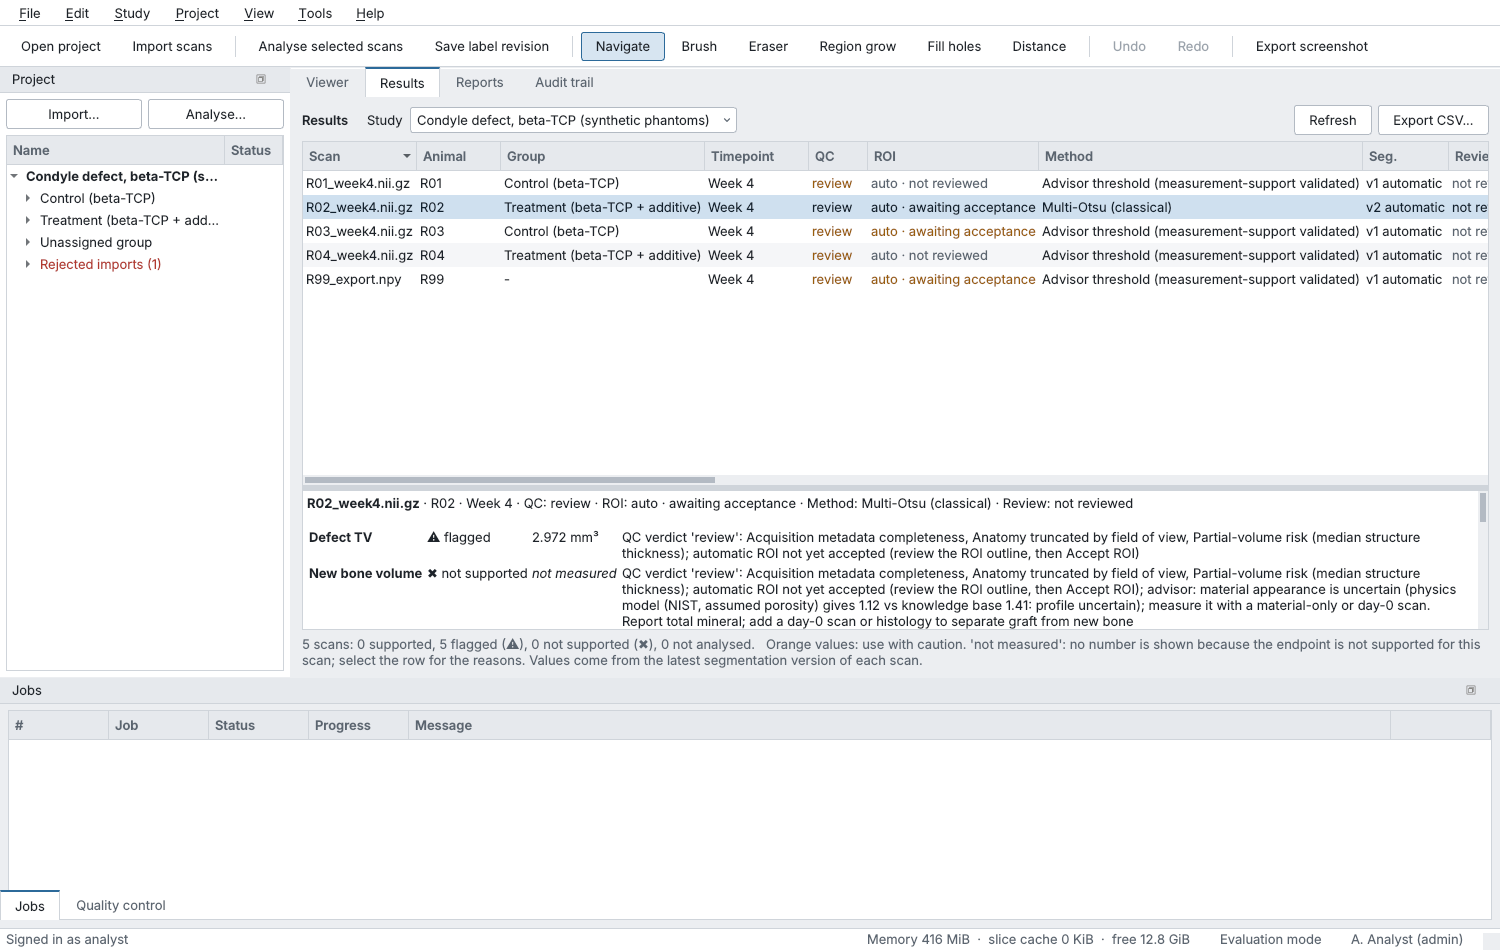 File Edit Study Project View Tools Help
Open project Import scans Analyse selected scans Save label revision Navigate Brush Eraser Region grow Fill holes Distance Undo Redo Export screenshot
Project
Import... Analyse...
Name Status
Condyle defect, beta-TCP (s...
Control (beta-TCP)
Treatment (beta-TCP + add...
Unassigned group
Rejected imports (1)
Viewer Results Reports Audit trail
Results Study Condyle defect, beta-TCP (synthetic phantoms) Refresh Export CSV...
Scan Animal Group Timepoint QC ROI Method Seg. Revie
R01_week4.nii.gz R01 Control (beta-TCP) Week 4 review auto · not reviewed Advisor threshold (measurement-support validated) v1 automatic not re
R02_week4.nii.gz R02 Treatment (beta-TCP + additive) Week 4 review auto · awaiting acceptance Multi-Otsu (classical) v2 automatic not re
R03_week4.nii.gz R03 Control (beta-TCP) Week 4 review auto · awaiting acceptance Advisor threshold (measurement-support validated) v1 automatic not re
R04_week4.nii.gz R04 Treatment (beta-TCP + additive) Week 4 review auto · not reviewed Advisor threshold (measurement-support validated) v1 automatic not re
R99_export.npy R99 - Week 4 review auto · awaiting acceptance Advisor threshold (measurement-support validated) v1 automatic not re
R02_week4.nii.gz · R02 · Week 4 · QC: review · ROI: auto · awaiting acceptance · Method: Multi-Otsu (classical) · Review: not reviewed
Defect TV ⚠ flagged 2.972 mm³ QC verdict 'review': Acquisition metadata completeness, Anatomy truncated by field of view, Partial-volume risk (median structure
thickness); automatic ROI not yet accepted (review the ROI outline, then Accept ROI)
New bone volume ✖ not supported not measured QC verdict 'review': Acquisition metadata completeness, Anatomy truncated by field of view, Partial-volume risk (median structure
thickness); automatic ROI not yet accepted (review the ROI outline, then Accept ROI); advisor: material appearance is uncertain (physics
model (NIST, assumed porosity) gives 1.12 vs knowledge base 1.41: profile uncertain); measure it with a material-only or day-0 scan.
Report total mineral; add a day-0 scan or histology to separate graft from new bone
5 scans: 0 supported, 5 flagged (⚠), 0 not supported (✖), 0 not analysed. Orange values: use with caution. 'not measured': no number is shown because the endpoint is not supported for this
scan; select the row for the reasons. Values come from the latest segmentation version of each scan.
Jobs
# Job Status Progress Message
Jobs Quality control
Signed in as analyst Memory 416 MiB · slice cache 0 KiB · free 12.8 GiB Evaluation mode A. Analyst (admin)